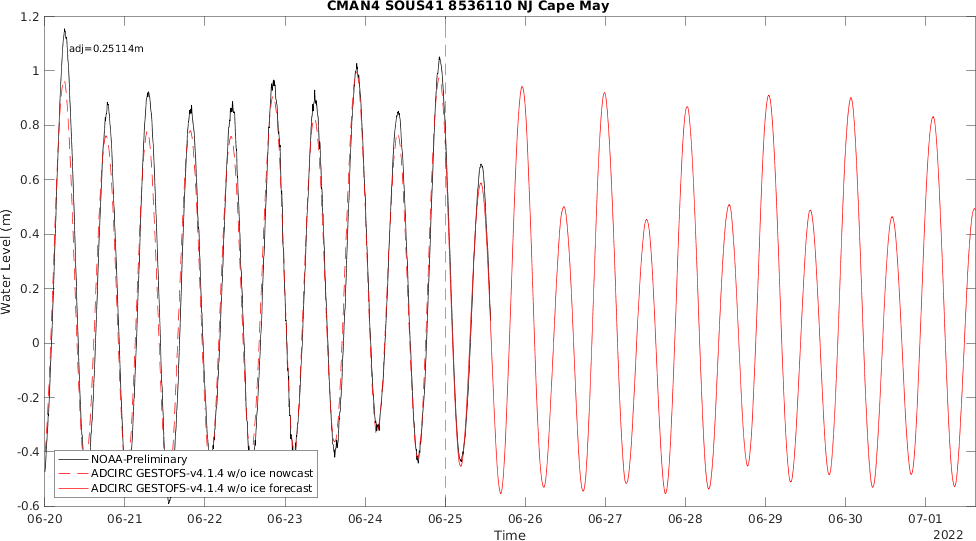 CMAN4 SOUS41 8536110 NJ Cape May
adj=0.25114m
Water Level (m)
1.2
1
0.8
0.6
0.4
0.2
0
-0.2
-0.4
-0.6
NOAA-Preliminary
ADCIRC GESTOFS-v4.1.4 w/o ice nowcast
ADCIRC GESTOFS-v4.1.4 w/o ice forecast
06-20 06-21 06-22 06-23 06-24 06-25 06-26 06-27 06-28 06-29 06-30 07-01
Time
2022